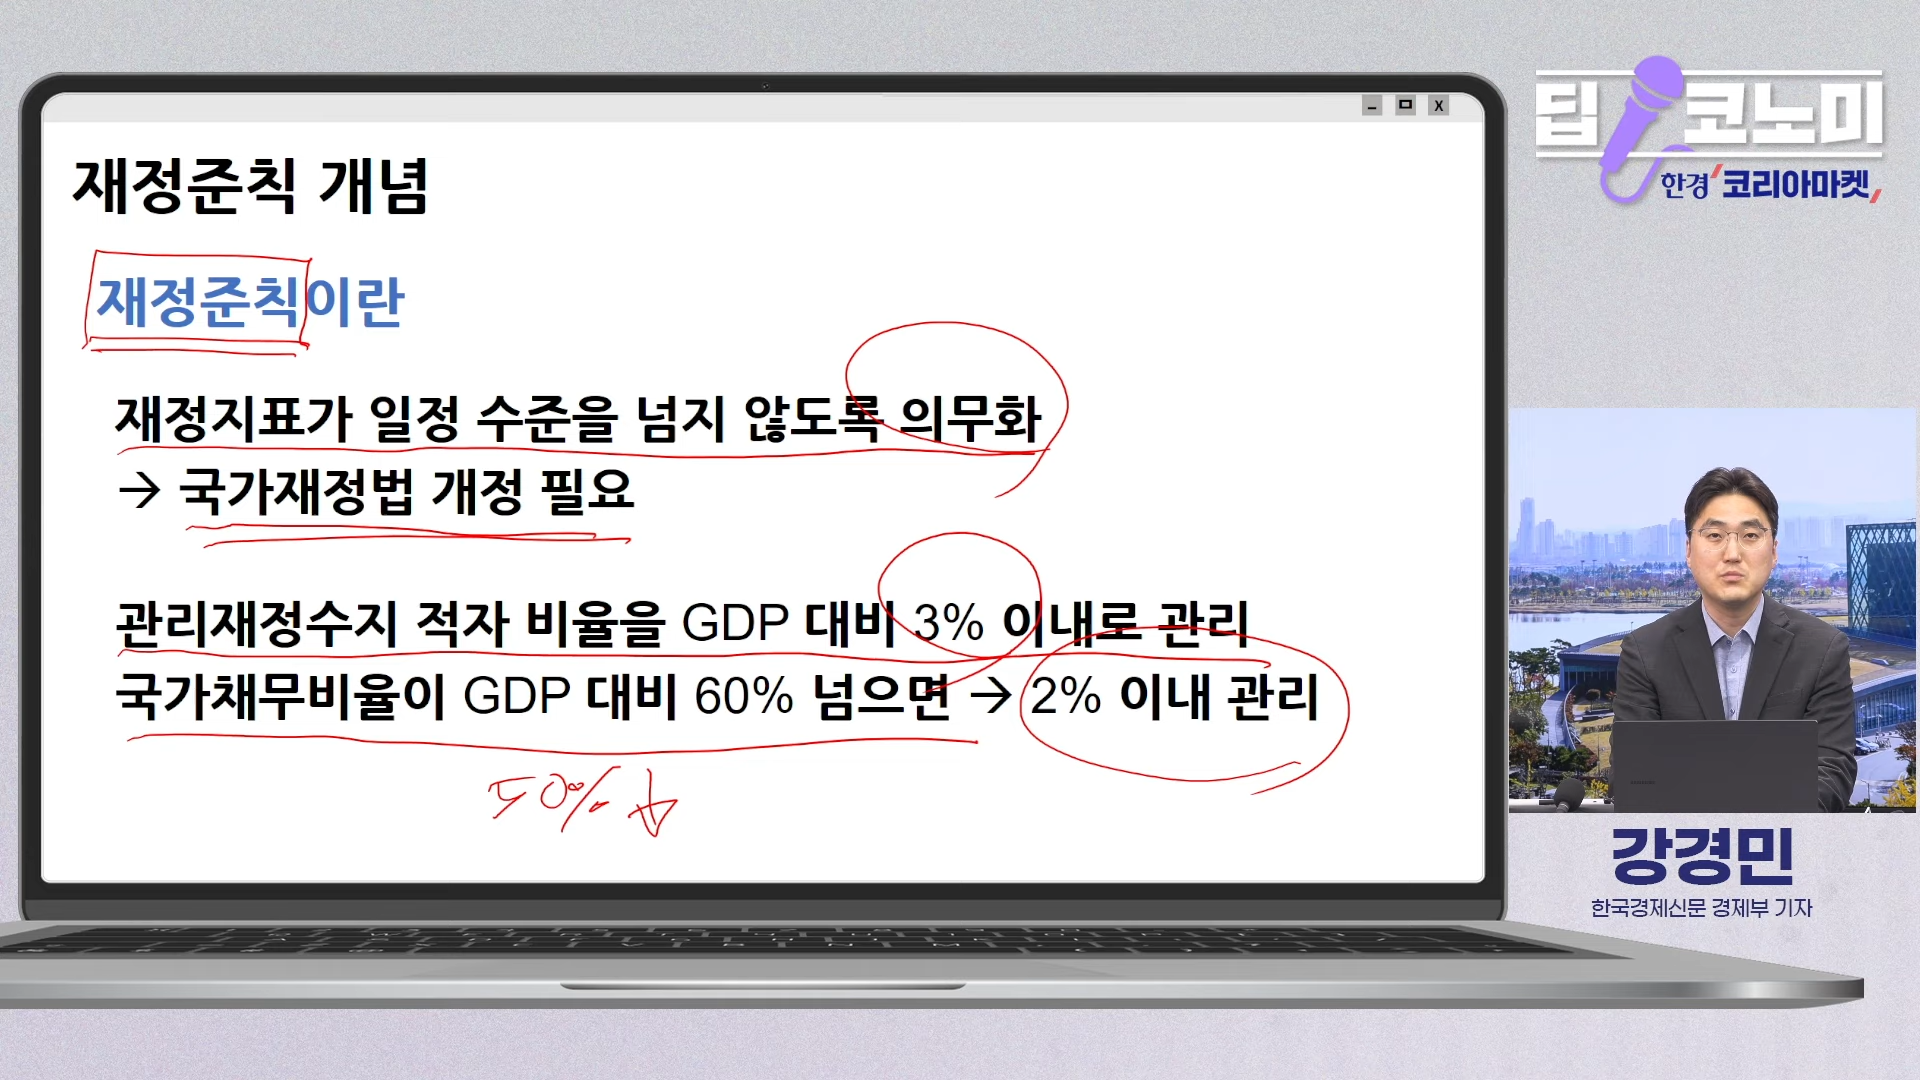 재정준칙 개념
재정준칙이란
재정지표가 일정 수준을 넘지 않도록 의무화
→ 국가재정법 개정 필요
관리재정수지 적자 비율을 GDP 대비 3% 이내로 관리
국가채무비율이 GDP 대비 60% 넘으면 → 2% 이내 관리
50% ↓
딥코노미
한경 '코리아마켓,
강경민
한국경제신문 경제부 기자